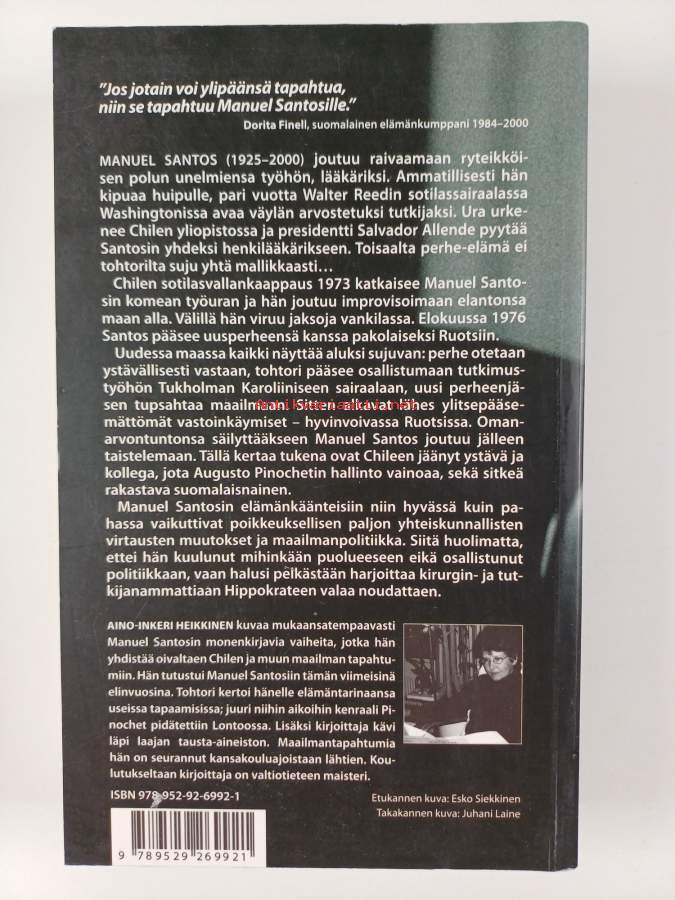 ”Jos jotain voi ylipäänsä tapahtua,
niin se tapahtuu Manuel Santosille.”
Dorita Finell, suomalainen elämänkumppani 1984–2000
MANUEL SANTOS (1925–2000) joutuu raivaamaan ryteikköi-
sen polun unelmiensa työhön, lääkäriksi. Ammatillisesti hän
kipuaa huipulle, pari vuotta Walter Reedin sotilassairaalassa
Washingtonissa avaa väylän arvostetuksi tutkijaksi. Ura urke-
nee Chilen yliopistossa ja presidentti Salvador Allende pyytää
Santosin yhdeksi henkilääkärikseen. Toisaalta perhe-elämä ei
tohtorilta suju yhtä mallikkaasti…
Chilen sotilasvallankaappaus 1973 katkaisee Manuel Santo-
sin komean työuran ja hän joutuu improvisoimaan elantonsa
maan alla. Välillä hän viruu jaksoja vankilassa. Elokuussa 1976
Santos pääsee uusperheensä kanssa pakolaiseksi Ruotsiin.
Uudessa maassa kaikki näyttää aluksi sujuvan: perhe otetaan
ystävällisesti vastaan, tohtori pääsee osallistumaan tutkimus-
työhön Tukholman Karoliiniseen sairaalaan, uusi perheenjä-
sen tupsahtaa maailmaan. Sitten alkavat lähes ylitsepääse-
mättömät vastoinkäymiset – hyvinvoivassa Ruotsissa. Oman-
arvontuntonsa säilyttääkseen Manuel Santos joutuu jälleen
taistelemaan. Tällä kertaa tukena ovat Chileen jäänyt ystävä ja
kollega, jota Augusto Pinochetin hallinto vainoaa, sekä sitkeä
rakastava suomalaisnainen.
Manuel Santosin elämänkäänteisiin niin hyvässä kuin pa-
hassa vaikuttivat poikkeuksellisen paljon yhteiskunnallisten
virtausten muutokset ja maailmanpolitiikka. Siitä huolimatta,
ettei hän kuulunut mihinkään puolueeseen eikä osallistunut
politiikkaan, vaan halusi pelkästään harjoittaa kirurgin- ja tut-
kijanammattiaan Hippokrateen valaa noudattaen.
AINO-INKERI HEIKKINEN kuvaa mukaansatempaavasti
Manuel Santosin monenkirjavia vaiheita, jotka hän
yhdistää oivaltaen Chilen ja muun maailman tapahtu-
miin. Hän tutustui Manuel Santosiin tämän viimeisinä
elinvuosina. Tohtori kertoi hänelle elämäntarinaansa
useissa tapaamisissa; juuri niihin aikoihin kenraali Pi-
nochet pidätettiin Lontoossa. Lisäksi kirjoittaja kävi
läpi laajan tausta-aineiston. Maailmantapahtumia
hän on seurannut kansakouluajoistaan lähtien. Kou-
lutukseltaan kirjoittaja on valtiotieteen maisteri.
ISBN 978-952-92-6992-1
Etukannen kuva: Esko Siekkinen
Takakannen kuva: Juhani Laine
9 789529 269921
Antikvariaatti.net